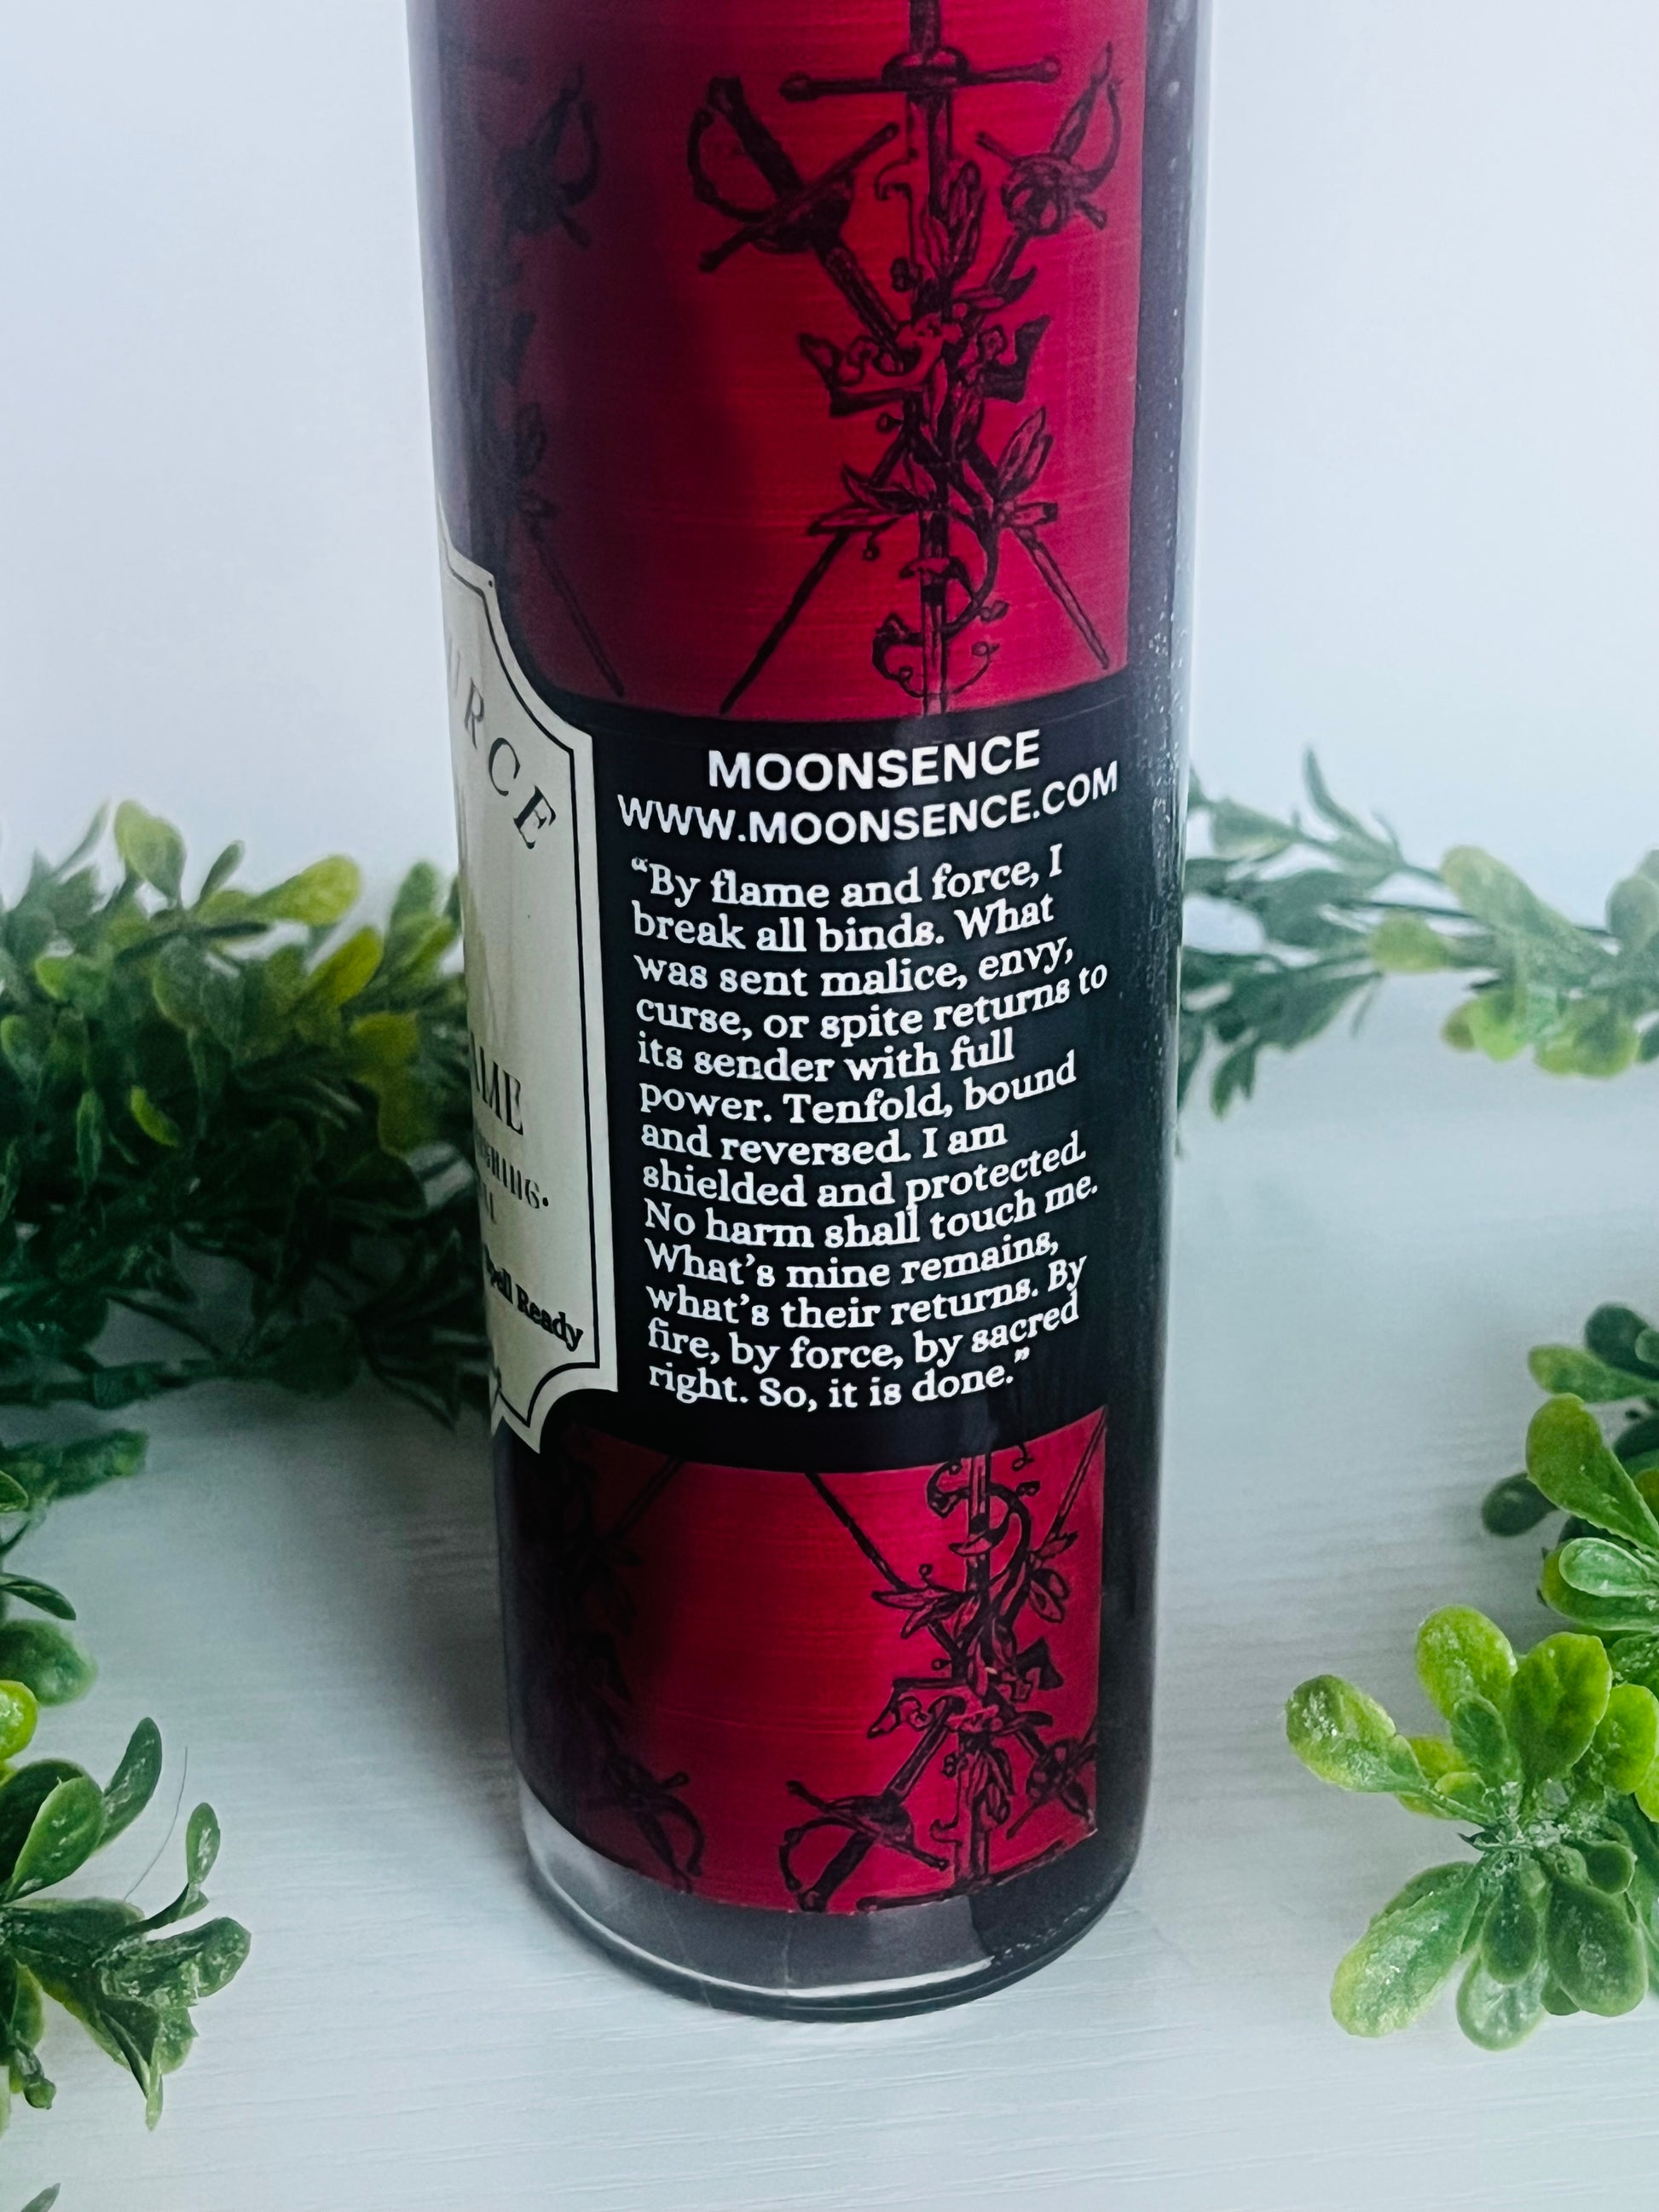 MOONSENCE
WWW.MOONSENCE.COM
“By flame and force, I
break all binds. What
was sent malice, envy,
curse, or spite returns to
its sender with full
power. Tenfold, bound
and reversed. I am
shielded and protected.
No harm shall touch me.
What’s mine remains,
what’s their returns. By
fire, by force, by sacred
right. So, it is done.”
Ready